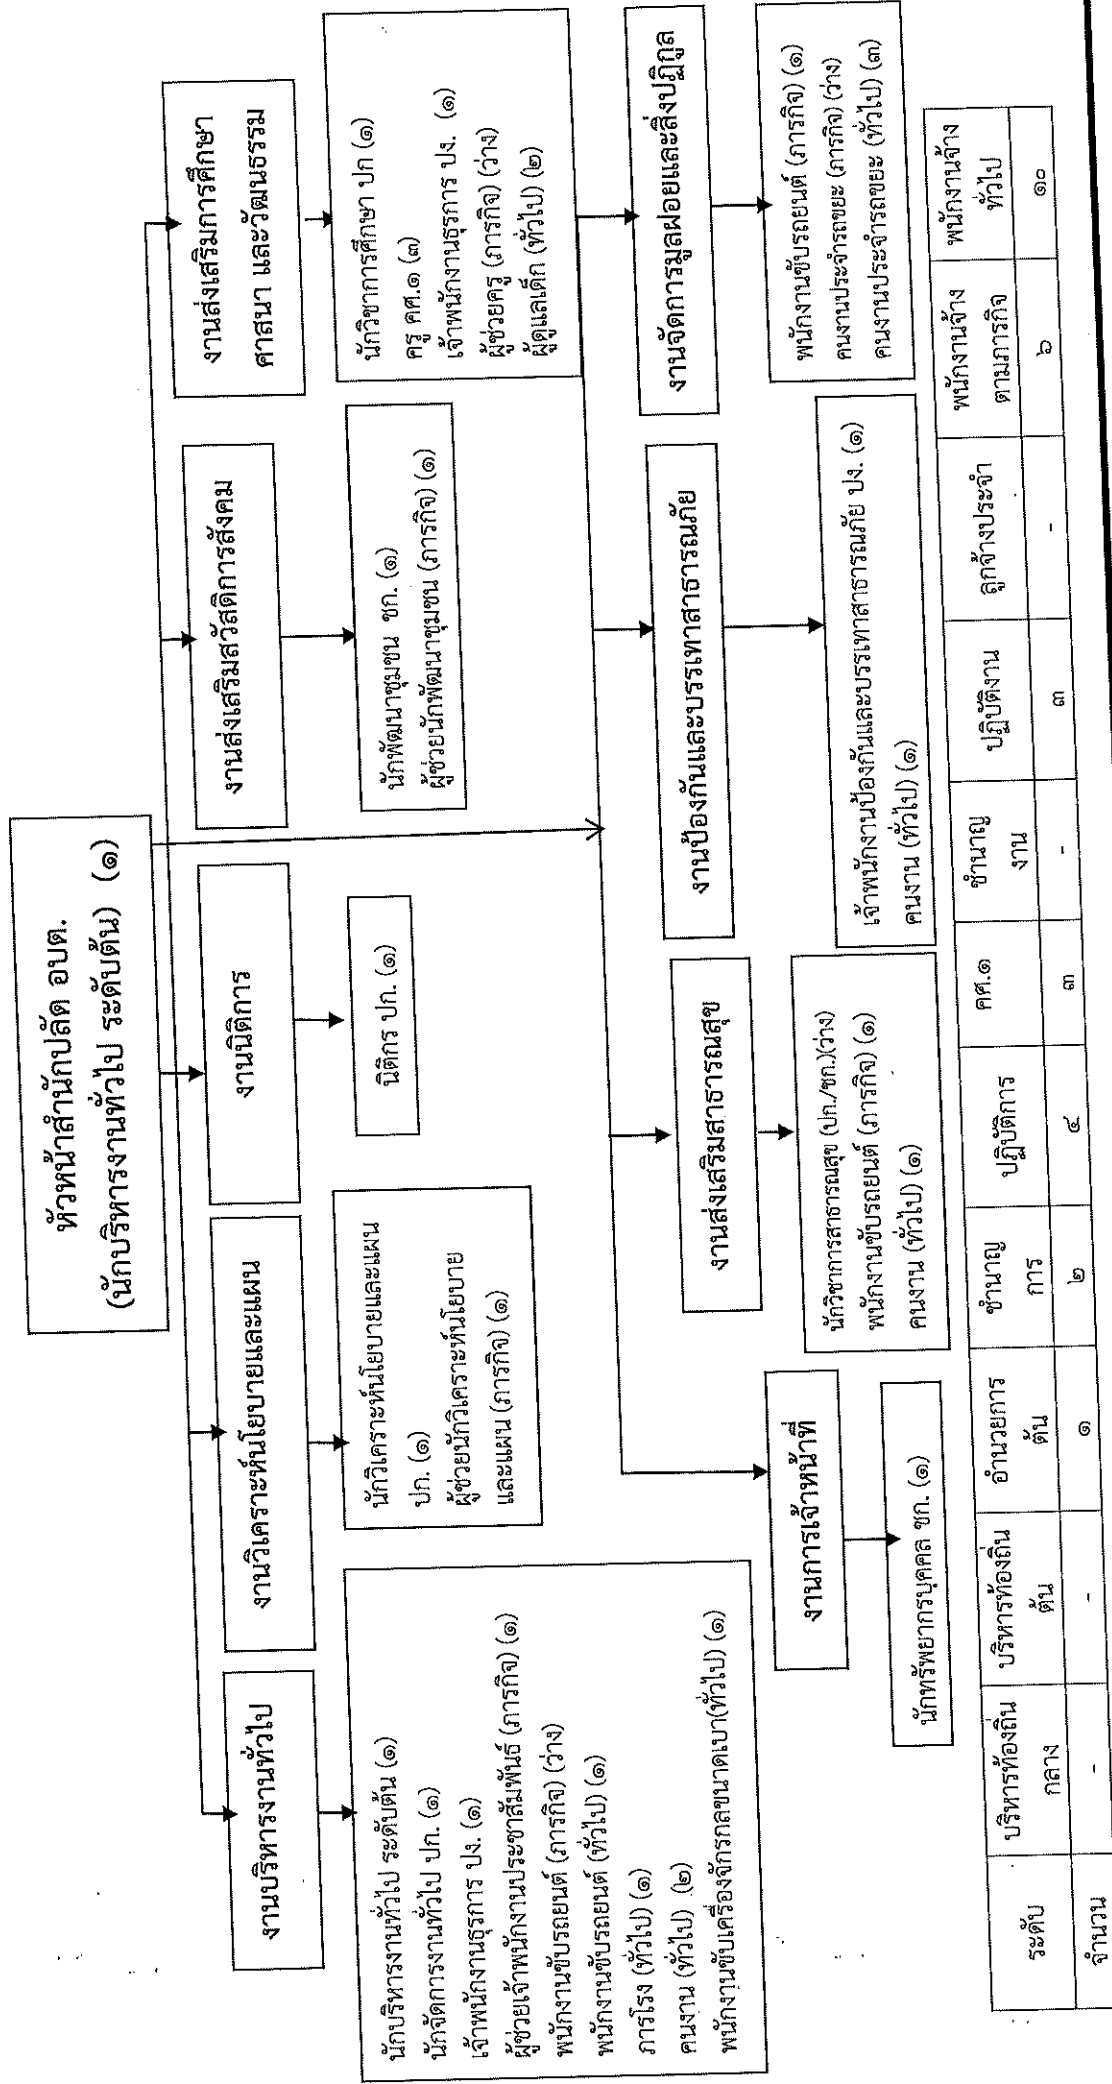 หัวหน้าสำนักปลัด อบต.
(นักบริหารงานทั่วไป ระดับต้น) (๑)
งานบริหารงานทั่วไป
งานวิเคราะห์นโยบายและแผน
งานนิติการ
งานส่งเสริมสวัสดิการสังคม
งานส่งเสริมการศึกษา
ศาสนา และวัฒนธรรม
นักบริหารงานทั่วไป ระดับต้น (๑)
นักจัดการงานทั่วไป ปก. (๑)
เจ้าพนักงานธุรการ ปง. (๑)
ผู้ช่วยเจ้าพนักงานประชาสัมพันธ์ (ภารกิจ) (๑)
พนักงานขับรถยนต์ (ภารกิจ) (ว่าง)
พนักงานขับรถยนต์ (ทั่วไป) (๑)
ภารโรง (ทั่วไป) (๑)
คนงาน (ทั่วไป) (๒)
พนักงานขับเครื่องจักรกลขนาดเบา(ทั่วไป) (๑)
นักวิเคราะห์นโยบายและแผน
ปก. (๑)
ผู้ช่วยนักวิเคราะห์นโยบาย
และแผน (ภารกิจ) (๑)
นิติกร ปก. (๑)
นักพัฒนาชุมชน ชก. (๑)
ผู้ช่วยนักพัฒนาชุมชน (ภารกิจ) (๑)
นักวิชาการศึกษา ปก (๑)
ครู คศ.๑ (๓)
เจ้าพนักงานธุรการ ปง. (๑)
ผู้ช่วยครู (ภารกิจ) (ว่าง)
ผู้ดูแลเด็ก (ทั่วไป) (๒)
งานการเจ้าหน้าที่
งานส่งเสริมสาธารณสุข
งานป้องกันและบรรเทาสาธารณภัย
งานจัดการมูลฝอยและสิ่งปฏิกูล
นักทรัพยากรบุคคล ชก. (๑)
นักวิชาการสาธารณสุข (ปก./ชก.)(ว่าง)
พนักงานขับรถยนต์ (ภารกิจ) (๑)
คนงาน (ทั่วไป) (๑)
เจ้าพนักงานป้องกันและบรรเทาสาธารณภัย ปง. (๑)
คนงาน (ทั่วไป) (๑)
พนักงานขับรถยนต์ (ภารกิจ) (๑)
คนงานประจำรถขยะ (ภารกิจ) (ว่าง)
คนงานประจำรถขยะ (ทั่วไป) (๓)
ระดับ บริหารท้องถิ่น บริหารท้องถิ่น อำนวยการ ชำนาญ ปฏิบัติการ คศ.๑ ชำนาญ ปฏิบัติงาน ลูกจ้างประจำ พนักงานจ้าง พนักงานจ้าง
กลาง ต้น ต้น การ งาน ตามภารกิจ ทั่วไป
จำนวน - - ๑ ๒ ๔ ๓ - ๓ - ๖ ๑๐